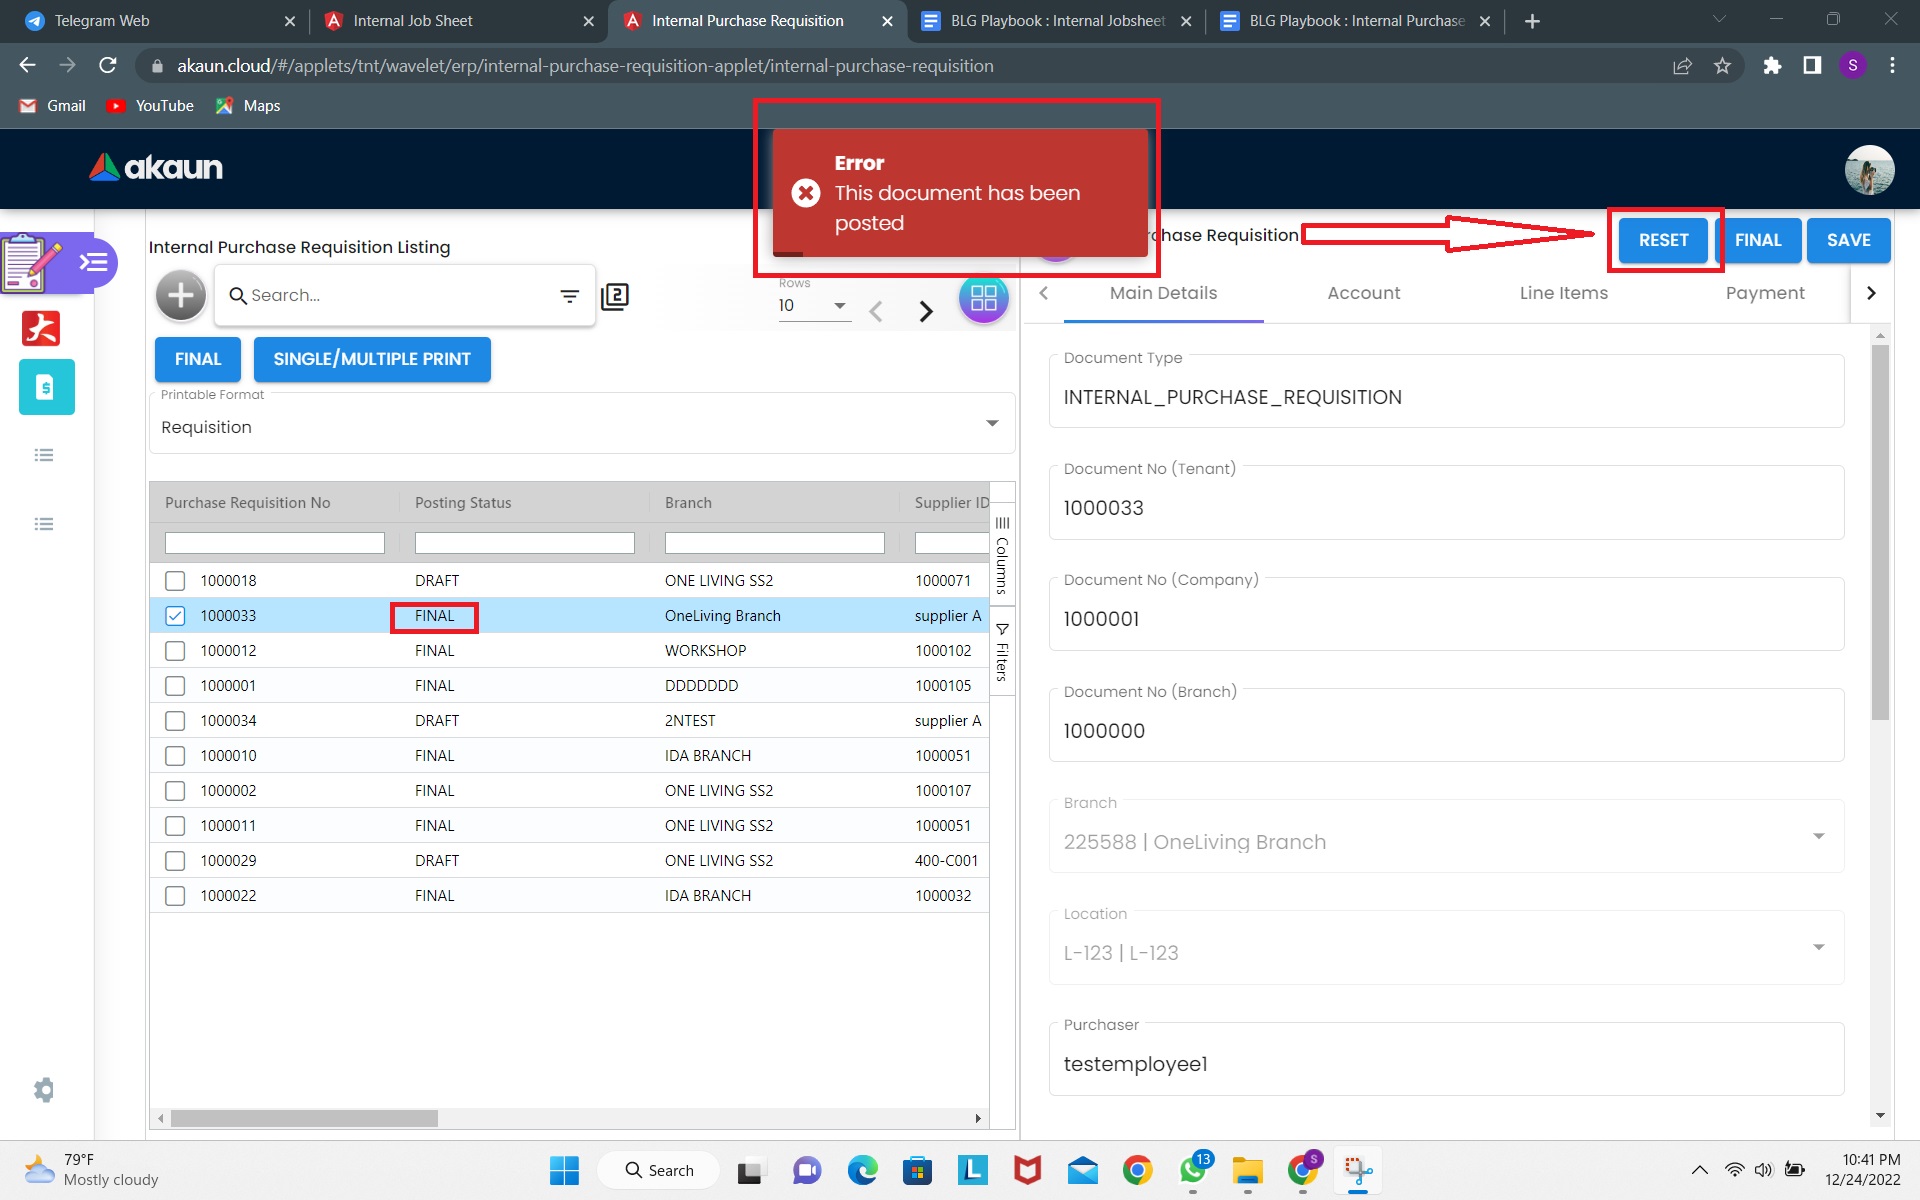 Telegram Web
Internal Job Sheet
Internal Purchase Requisition
BLG Playbook : Internal Jobsheet
BLG Playbook : Internal Purchase
akaun.cloud/#/applets/tnt/wavelet/erp/internal-purchase-requisition-applet/internal-purchase-requisition
S
Gmail
YouTube
Maps
akaun
Error
This document has been
posted
Internal Purchase Requisition Listing
chase Requisition
RESET
FINAL
SAVE
Search...
2
Rows
10
Main Details
Account
Line Items
Payment
FINAL
SINGLE/MULTIPLE PRINT
Printable Format
Requisition
Purchase Requisition No
Posting Status
Branch
Supplier ID
Columns
Filters
1000018 DRAFT ONE LIVING SS2 1000071
1000033 FINAL OneLiving Branch supplier A
1000012 FINAL WORKSHOP 1000102
1000001 FINAL DDDDDDD 1000105
1000034 DRAFT 2NTEST supplier A
1000010 FINAL IDA BRANCH 1000051
1000002 FINAL ONE LIVING SS2 1000107
1000011 FINAL ONE LIVING SS2 1000051
1000029 DRAFT ONE LIVING SS2 400-C001
1000022 FINAL IDA BRANCH 1000032
Document Type
INTERNAL_PURCHASE_REQUISITION
Document No (Tenant)
1000033
Document No (Company)
1000001
Document No (Branch)
1000000
Branch
225588 | OneLiving Branch
Location
L-123 | L-123
Purchaser
testemployee1
79°F
Mostly cloudy
Search
L
13
S
10:41 PM
12/24/2022